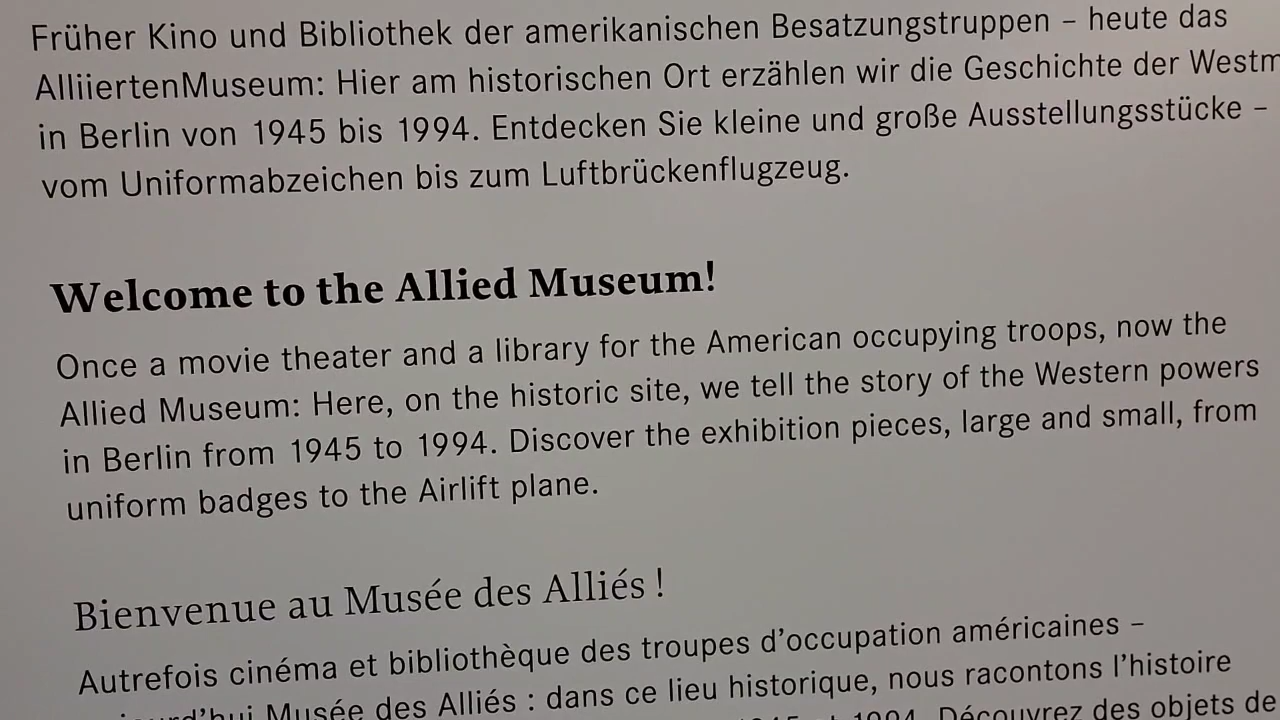 Früher Kino und Bibliothek der amerikanischen Besatzungstruppen – heute das
AlliiertenMuseum: Hier am historischen Ort erzählen wir die Geschichte der Westm
in Berlin von 1945 bis 1994. Entdecken Sie kleine und große Ausstellungsstücke –
vom Uniformabzeichen bis zum Luftbrückenflugzeug.
Welcome to the Allied Museum!
Once a movie theater and a library for the American occupying troops, now the
Allied Museum: Here, on the historic site, we tell the story of the Western powers
in Berlin from 1945 to 1994. Discover the exhibition pieces, large and small, from
uniform badges to the Airlift plane.
Bienvenue au Musée des Alliés !
Autrefois cinéma et bibliothèque des troupes d'occupation américaines –
Musée des Alliés : dans ce lieu historique, nous racontons l'histoire
Découvrez des objets de